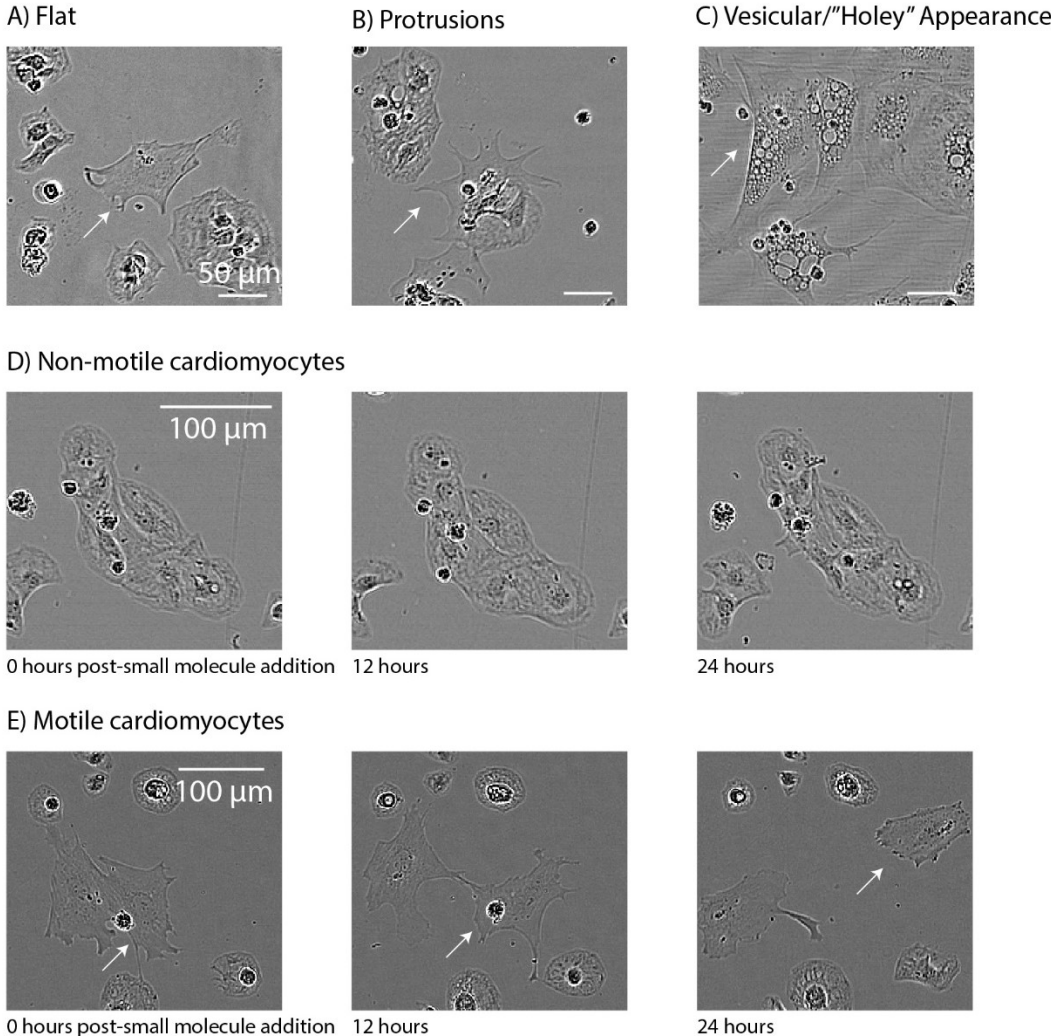 A) Flat
B) Protrusions
C) Vesicular/"Holey" Appearance
50 µm
D) Non-motile cardiomyocytes
100 µm
0 hours post-small molecule addition
12 hours
24 hours
E) Motile cardiomyocytes
100 µm
0 hours post-small molecule addition
12 hours
24 hours